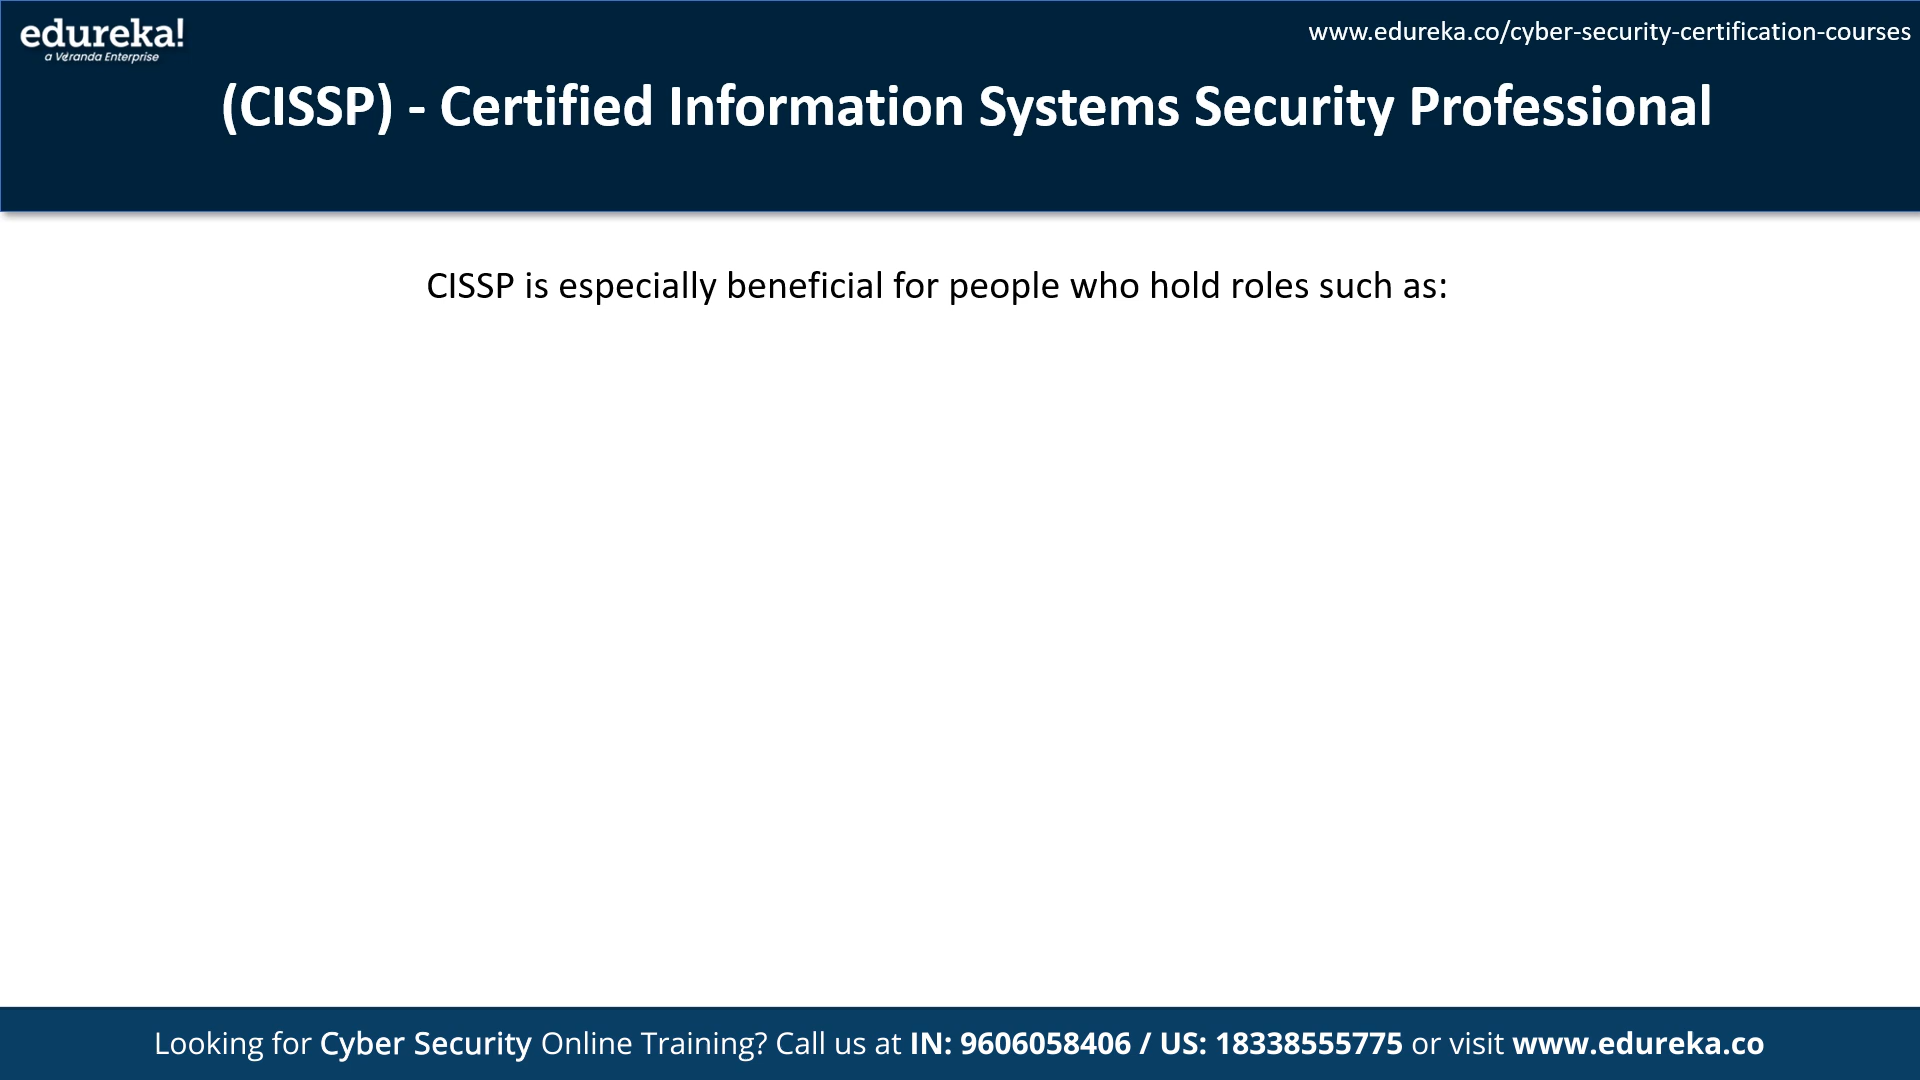 edureka!
a Veranda Enterprise
www.edureka.co/cyber-security-certification-courses
(CISSP) - Certified Information Systems Security Professional
CISSP is especially beneficial for people who hold roles such as:
Looking for Cyber Security Online Training? Call us at IN: 9606058406 / US: 18338555775 or visit www.edureka.co